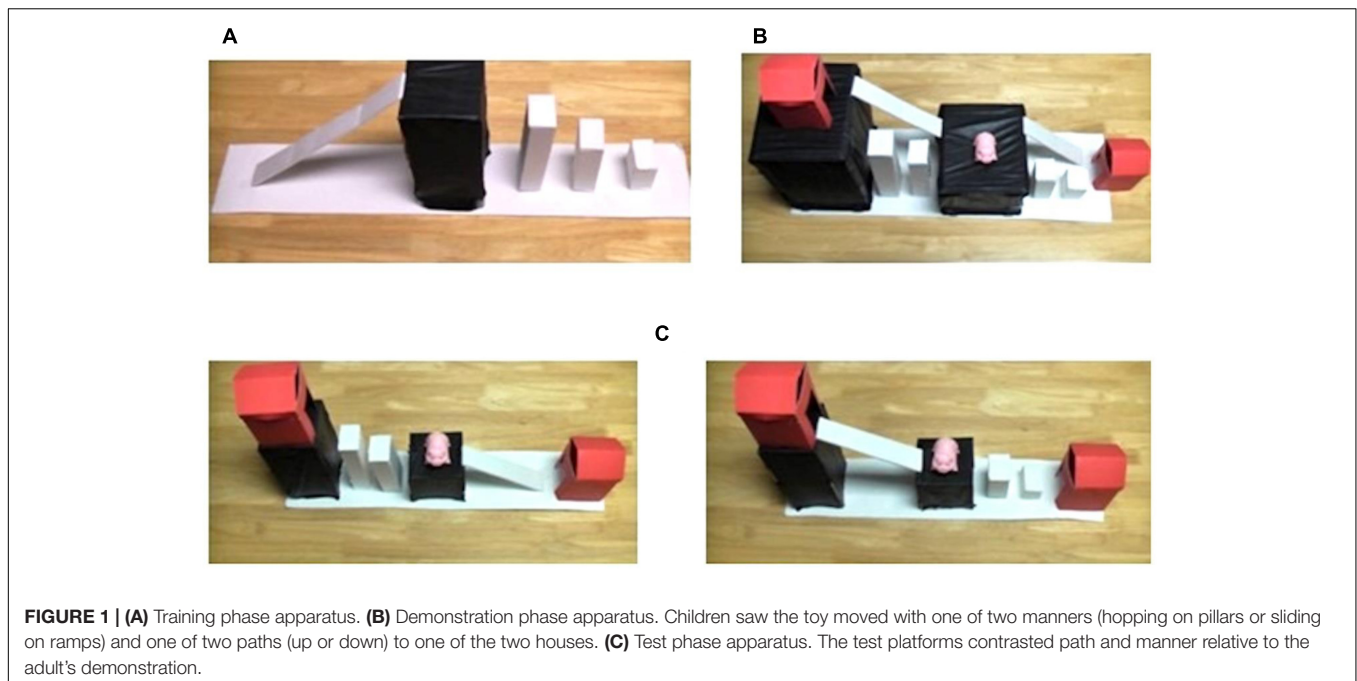 A
B
C
FIGURE 1 | (A) Training phase apparatus. (B) Demonstration phase apparatus. Children saw the toy moved with one of two manners (hopping on pillars or sliding
on ramps) and one of two paths (up or down) to one of the two houses. (C) Test phase apparatus. The test platforms contrasted path and manner relative to the
adult's demonstration.